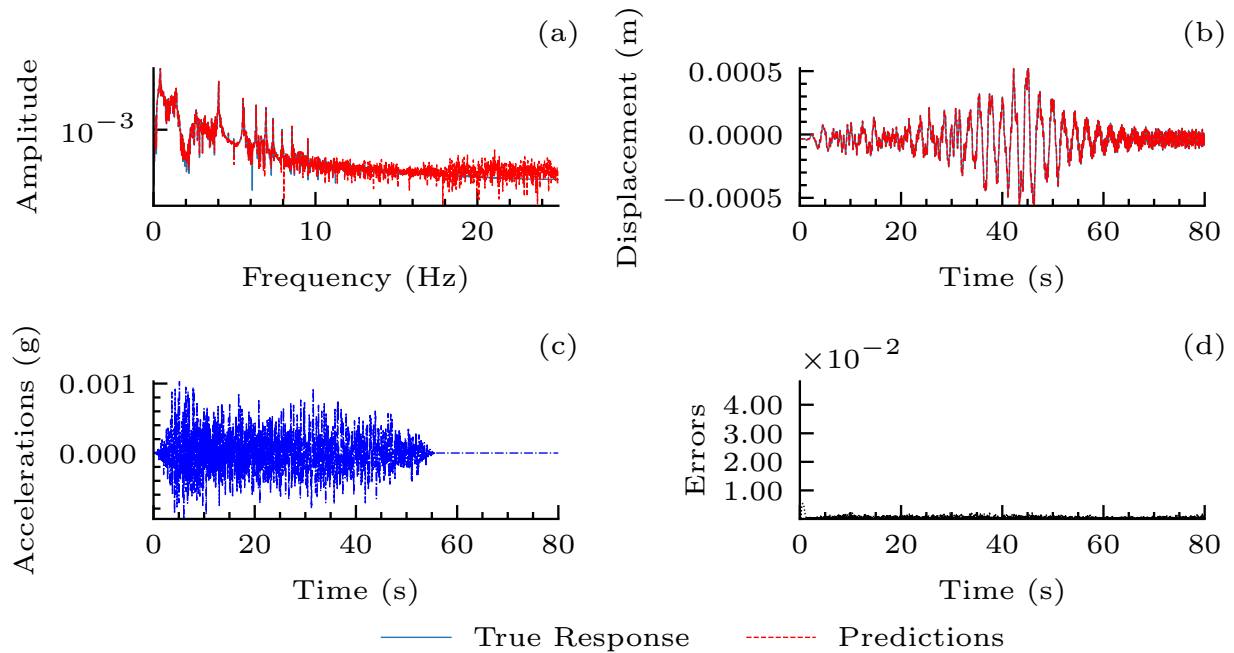 (a)
Amplitude
10⁻³
0 10 20
Frequency (Hz)
(b)
Displacement (m)
0.0005
0.0000
−0.0005
0 20 40 60 80
Time (s)
(c)
Accelerations (g)
0.001
0.000
0 20 40 60 80
Time (s)
(d)
×10⁻²
Errors
4.00
3.00
2.00
1.00
0 20 40 60 80
Time (s)
True Response Predictions